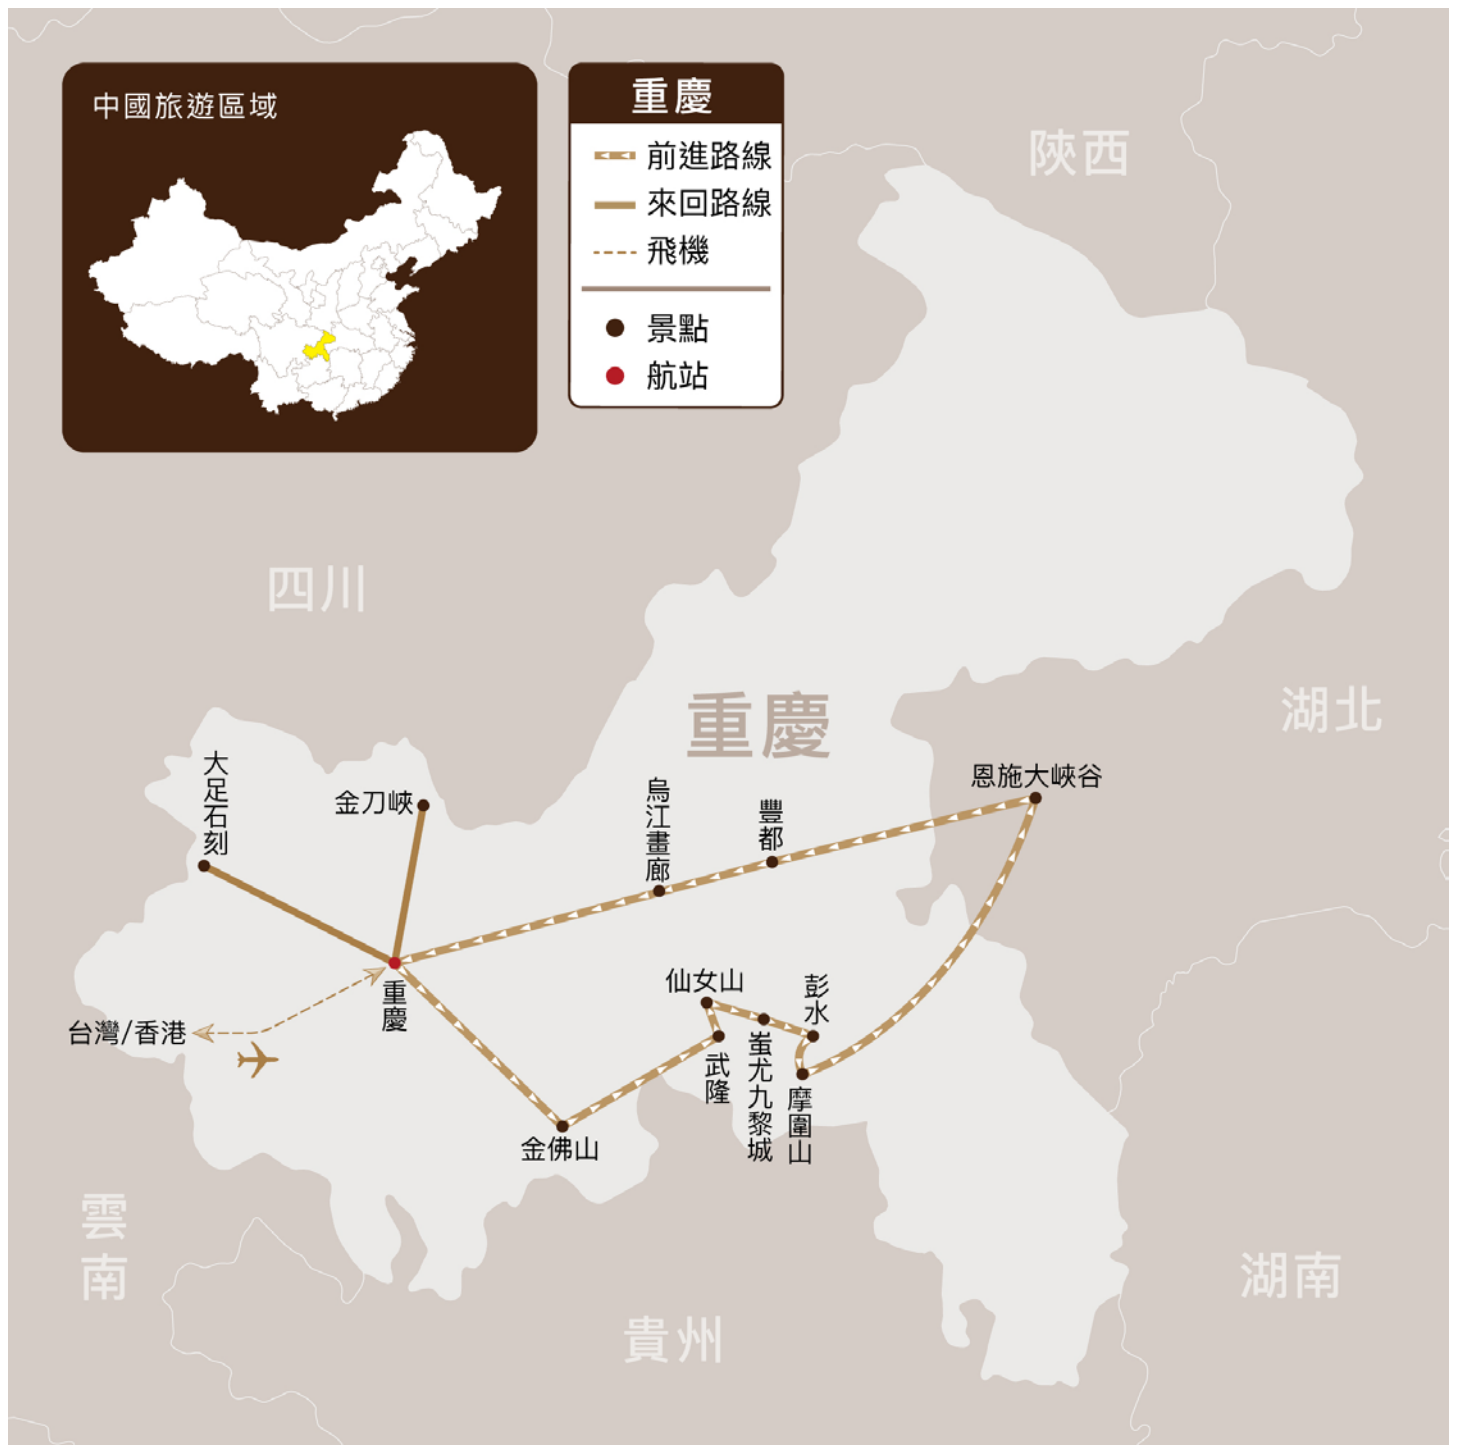 中國旅遊區域
重慶
前進路線
來回路線
飛機
景點
航站
陝西
四川
湖北
重慶
大足石刻
金刀峽
烏江畫廊
豐都
恩施大峽谷
仙女山
彭水
重慶
台灣/香港
武隆
蚩尤九黎城
摩圍山
金佛山
雲南
湖南
貴州